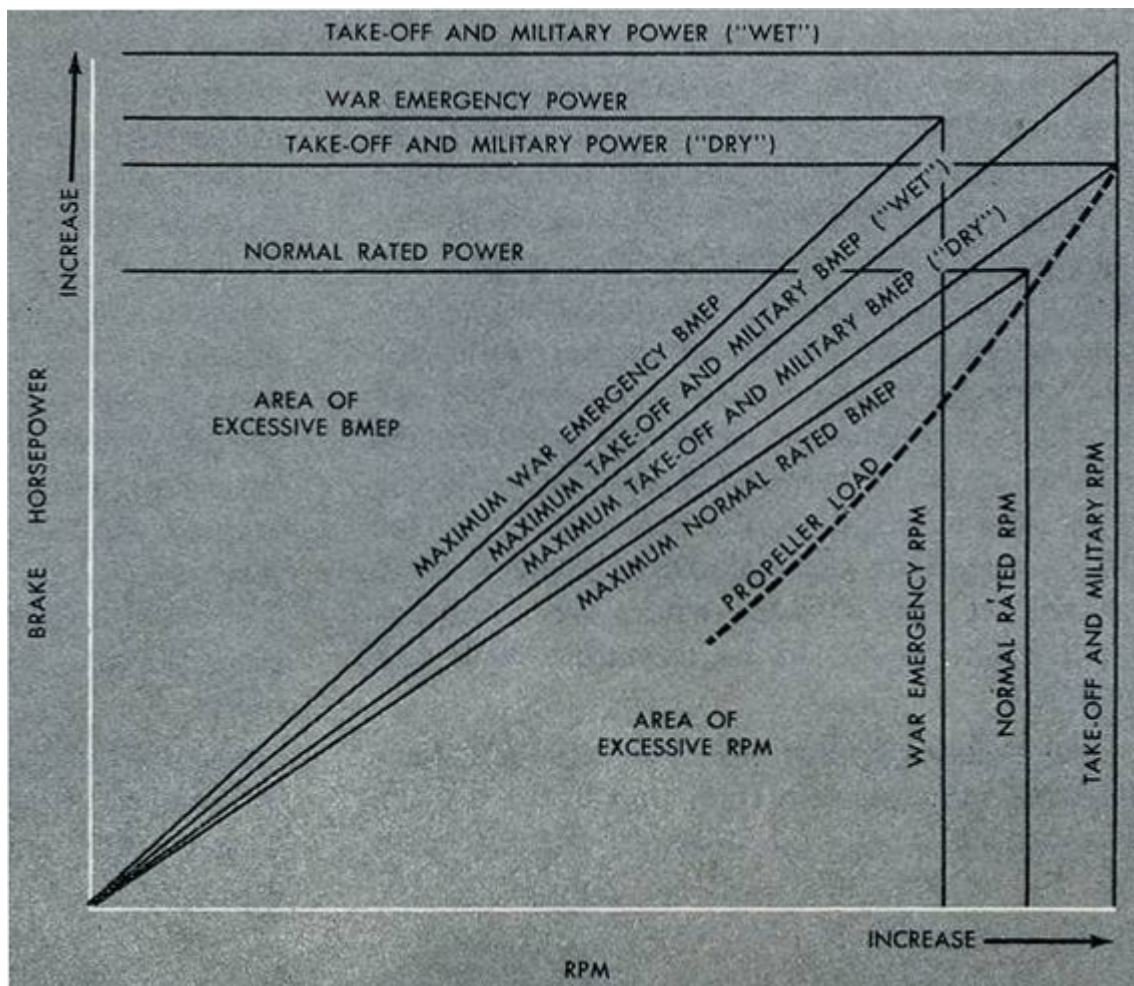 TAKE-OFF AND MILITARY POWER ("WET")
WAR EMERGENCY POWER
TAKE-OFF AND MILITARY POWER ("DRY")
NORMAL RATED POWER
INCREASE
BRAKE HORSEPOWER
AREA OF
EXCESSIVE BMEP
MAXIMUM WAR EMERGENCY BMEP
MAXIMUM TAKE-OFF AND MILITARY BMEP ("WET")
MAXIMUM TAKE-OFF AND MILITARY BMEP ("DRY")
MAXIMUM NORMAL RATED BMEP
PROPELLER LOAD
AREA OF
EXCESSIVE RPM
WAR EMERGENCY RPM
NORMAL RATED RPM
TAKE-OFF AND MILITARY RPM
INCREASE
RPM